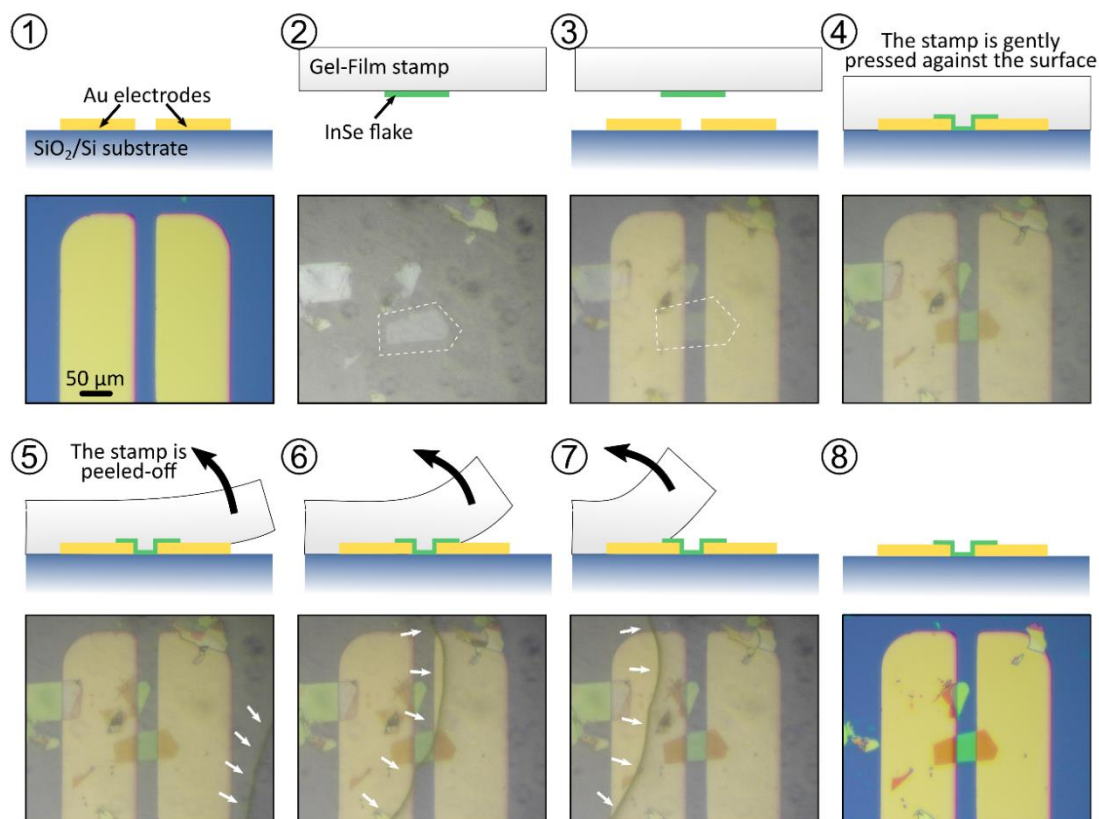 ①
②
③
④
Au electrodes
SiO₂/Si substrate
Gel-Film stamp
InSe flake
The stamp is gently
pressed against the surface
50 µm
⑤
The stamp is
peeled-off
⑥
⑦
⑧